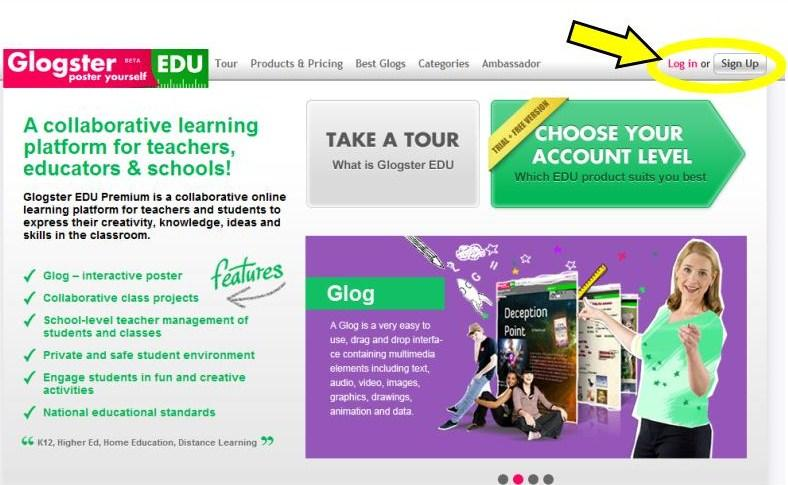 Glogster BETA EDU
poster yourself
Tour Products & Pricing Best Glogs Categories Ambassador
Log in or Sign Up
A collaborative learning
platform for teachers,
educators & schools!
Glogster EDU Premium is a collaborative online
learning platform for teachers and students to
express their creativity, knowledge, ideas and
skills in the classroom.
features
Glog – interactive poster
Collaborative class projects
School-level teacher management of
students and classes
Private and safe student environment
Engage students in fun and creative
activities
National educational standards
“ K12, Higher Ed, Home Education, Distance Learning ”
TAKE A TOUR
What is Glogster EDU
TRIAL + FREE VERSION
CHOOSE YOUR
ACCOUNT LEVEL
Which EDU product suits you best
Glog
A Glog is a very easy to
use, drag and drop interfa-
ce containing multimedia
elements including text,
audio, video, images,
graphics, drawings,
animation and data.
Deception
Point